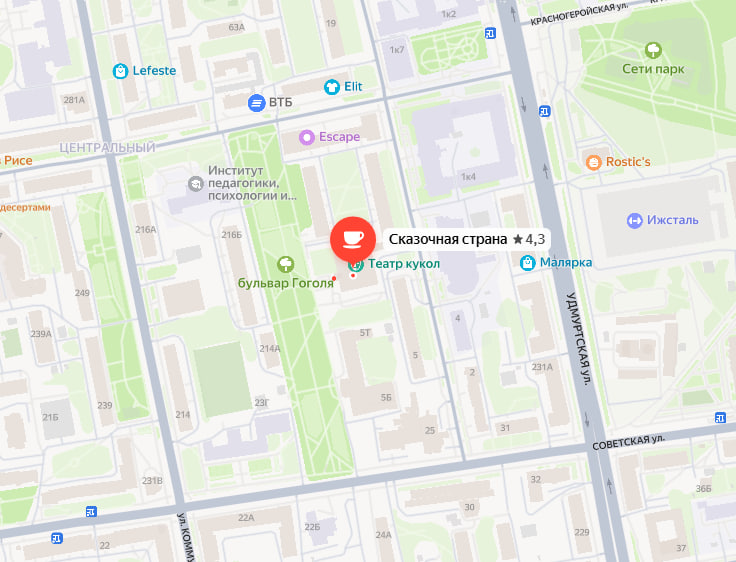 1к2
КРАСНОГЕРОЙСКАЯ ул.
63А
1к7
Сети парк
Lefeste
Elit
281А
ВТБ
19
Escape
ЦЕНТРАЛЬНЫЙ
в Рисе
Rostic's
Институт
педагогики,
психологии и...
1к4
десертами
216А
216Б
Ижсталь
Сказочная страна ★4,3
Театр кукол
Малярка
бульвар Гоголя
УДМУРТСКАЯ ул.
4
5Т
239А
214А
5
2
231А
239
5Б
21Б
214
23Г
25
31
СОВЕТСКАЯ ул.
231В
30
36Б
22А
32
22
22Б
229
37
ул. КОММУ